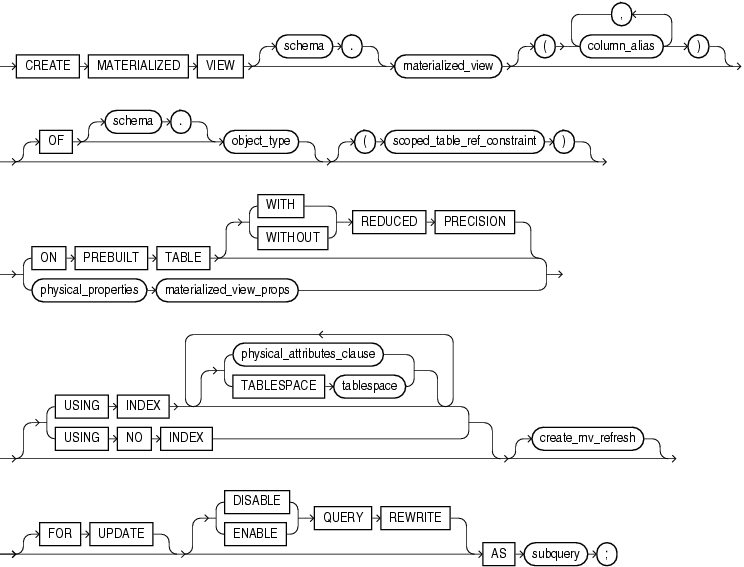 ,
schema . ( column_alias )
CREATE MATERIALIZED VIEW materialized_view
schema . 
OF object_type ( scoped_table_ref_constraint )
WITH
WITHOUT REDUCED PRECISION
ON PREBUILT TABLE
physical_properties materialized_view_props
physical_attributes_clause
TABLESPACE tablespace
USING INDEX
USING NO INDEX
create_mv_refresh
DISABLE
ENABLE QUERY REWRITE
FOR UPDATE
AS subquery ;